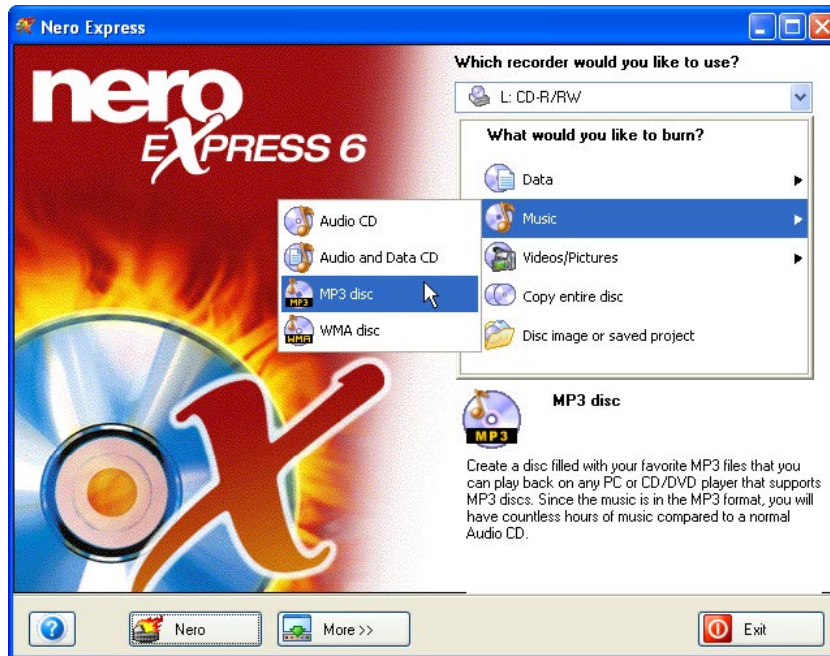 Nero Express
nero
EXPRESS 6
Which recorder would you like to use?
L: CD-R/RW
What would you like to burn?
Data
Music
Videos/Pictures
Copy entire disc
Disc image or saved project
Audio CD
Audio and Data CD
MP3 disc
WMA disc
MP3
WMA
MP3 disc
MP3
Create a disc filled with your favorite MP3 files that you
can play back on any PC or CD/DVD player that supports
MP3 discs. Since the music is in the MP3 format, you will
have countless hours of music compared to a normal
Audio CD.
Nero
More >>
Exit